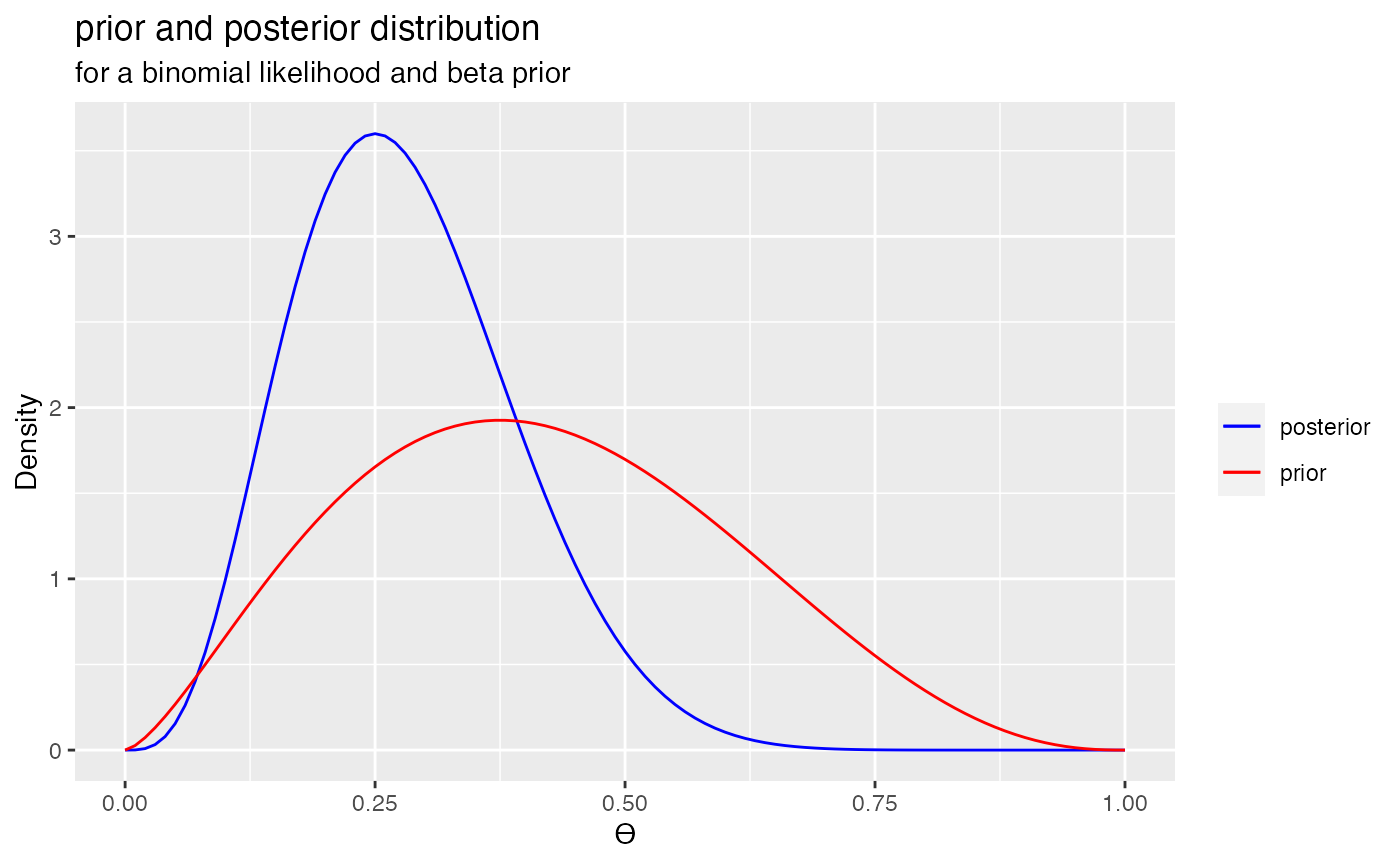 prior and posterior distribution
for a binomial likelihood and beta prior
Density
3
2
1
0
0.00 0.25 0.50 0.75 1.00
Θ
posterior
prior